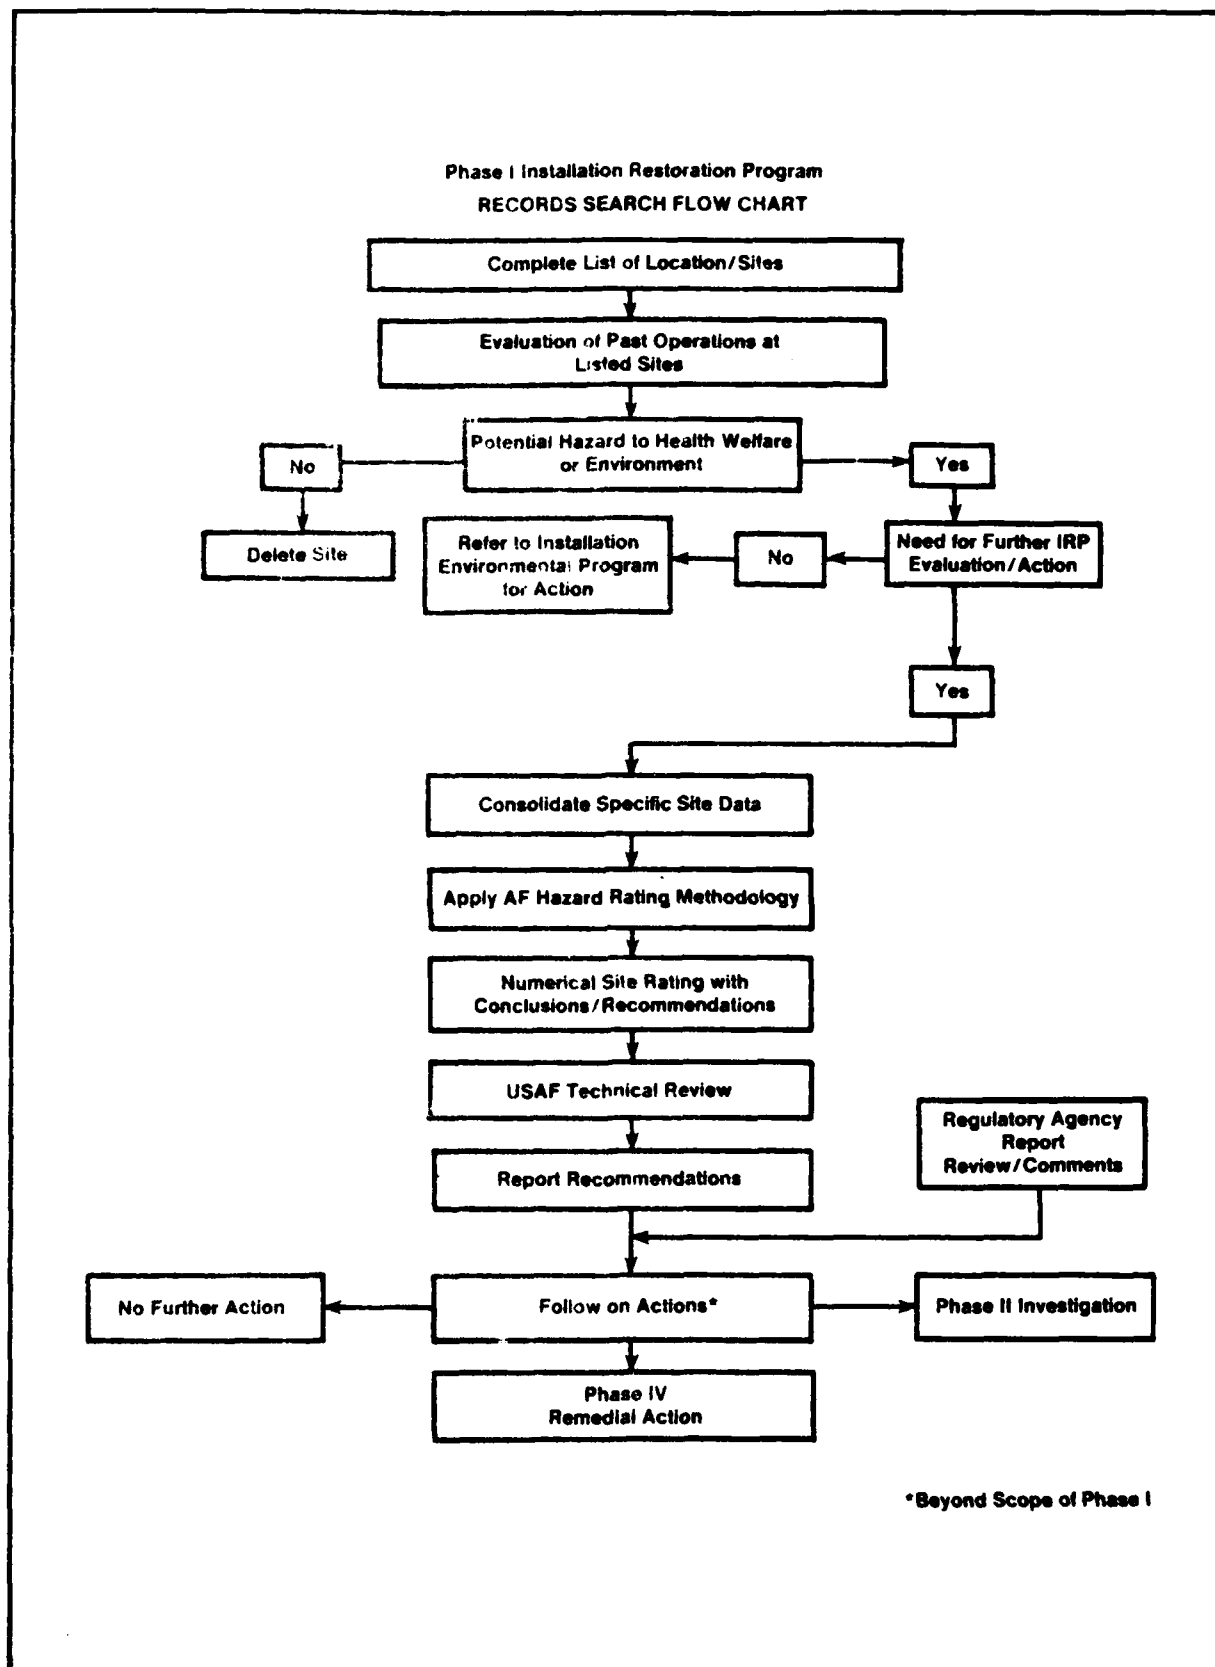 Phase I Installation Restoration Program
RECORDS SEARCH FLOW CHART
Complete List of Location/Sites
Evaluation of Past Operations at
Listed Sites
Potential Hazard to Health Welfare
or Environment
No
Yes
Delete Site
Refer to Installation
Environmental Program
for Action
No
Need for Further IRP
Evaluation/Action
Yes
Consolidate Specific Site Data
Apply AF Hazard Rating Methodology
Numerical Site Rating with
Conclusions/Recommendations
USAF Technical Review
Regulatory Agency
Report
Review/Comments
Report Recommendations
No Further Action
Follow on Actions*
Phase II Investigation
Phase IV
Remedial Action
*Beyond Scope of Phase I